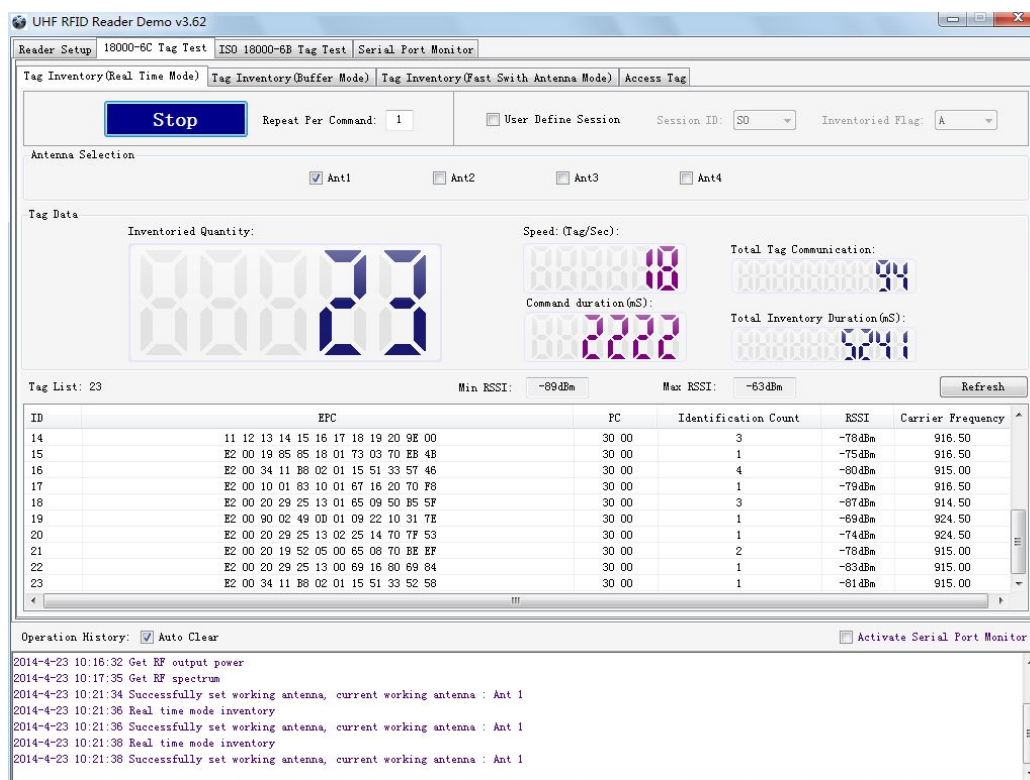 UHF RFID Reader Demo v3.62
Reader Setup 18000-6C Tag Test ISO 18000-6B Tag Test Serial Port Monitor
Tag Inventory(Real Time Mode) Tag Inventory(Buffer Mode) Tag Inventory(Fast Swith Antenna Mode) Access Tag
Stop Repeat Per Command: 1 User Define Session Session ID: S0 Inventoried Flag: A
Antenna Selection
Ant1 Ant2 Ant3 Ant4
Tag Data
Inventoried Quantity: Speed: (Tag/Sec): Total Tag Communication:
23 18 94
Command duration(mS): Total Inventory Duration(mS):
2222 5241
Tag List: 23 Min RSSI: -89dBm Max RSSI: -63dBm Refresh
ID EPC PC Identification Count RSSI Carrier Frequency
14 11 12 13 14 15 16 17 18 19 20 9E 00 30 00 3 -78dBm 916.50
15 E2 00 19 85 85 18 01 73 03 70 EB 4B 30 00 1 -75dBm 916.50
16 E2 00 34 11 B8 02 01 15 51 33 57 46 30 00 4 -80dBm 915.00
17 E2 00 10 01 83 10 01 67 16 20 70 F8 30 00 1 -79dBm 916.50
18 E2 00 20 29 25 13 01 65 09 50 B5 5F 30 00 3 -87dBm 914.50
19 E2 00 90 02 49 0D 01 09 22 10 31 7E 30 00 1 -69dBm 924.50
20 E2 00 20 29 25 13 02 25 14 70 7F 53 30 00 1 -74dBm 924.50
21 E2 00 20 19 52 05 00 65 08 70 BE EF 30 00 2 -78dBm 915.00
22 E2 00 20 29 25 13 00 69 16 80 69 84 30 00 1 -83dBm 915.00
23 E2 00 34 11 B8 02 01 15 51 33 52 58 30 00 1 -81dBm 915.00
Operation History: Auto Clear Activate Serial Port Monitor
2014-4-23 10:16:32 Get RF output power
2014-4-23 10:17:35 Get RF spectrum
2014-4-23 10:21:34 Successfully set working antenna, current working antenna : Ant 1
2014-4-23 10:21:36 Real time mode inventory
2014-4-23 10:21:36 Successfully set working antenna, current working antenna : Ant 1
2014-4-23 10:21:38 Real time mode inventory
2014-4-23 10:21:38 Successfully set working antenna, current working antenna : Ant 1